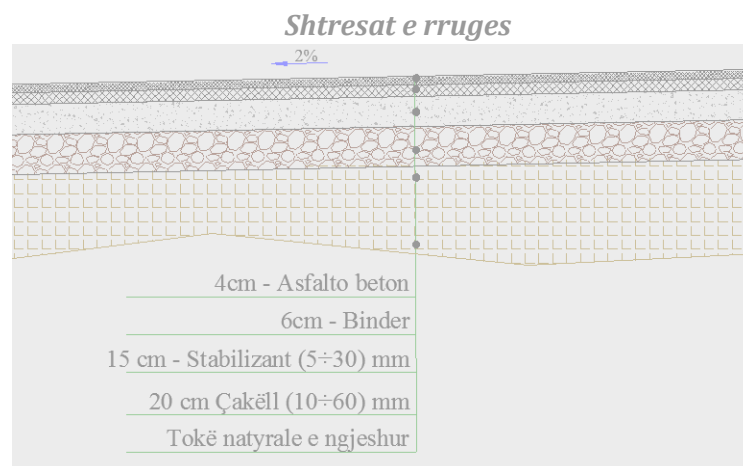 Shtresat e rruges
2%
4cm - Asfalto beton
6cm - Binder
15 cm - Stabilizant (5÷30) mm
20 cm Çakëll (10÷60) mm
Tokë natyrale e ngjeshur